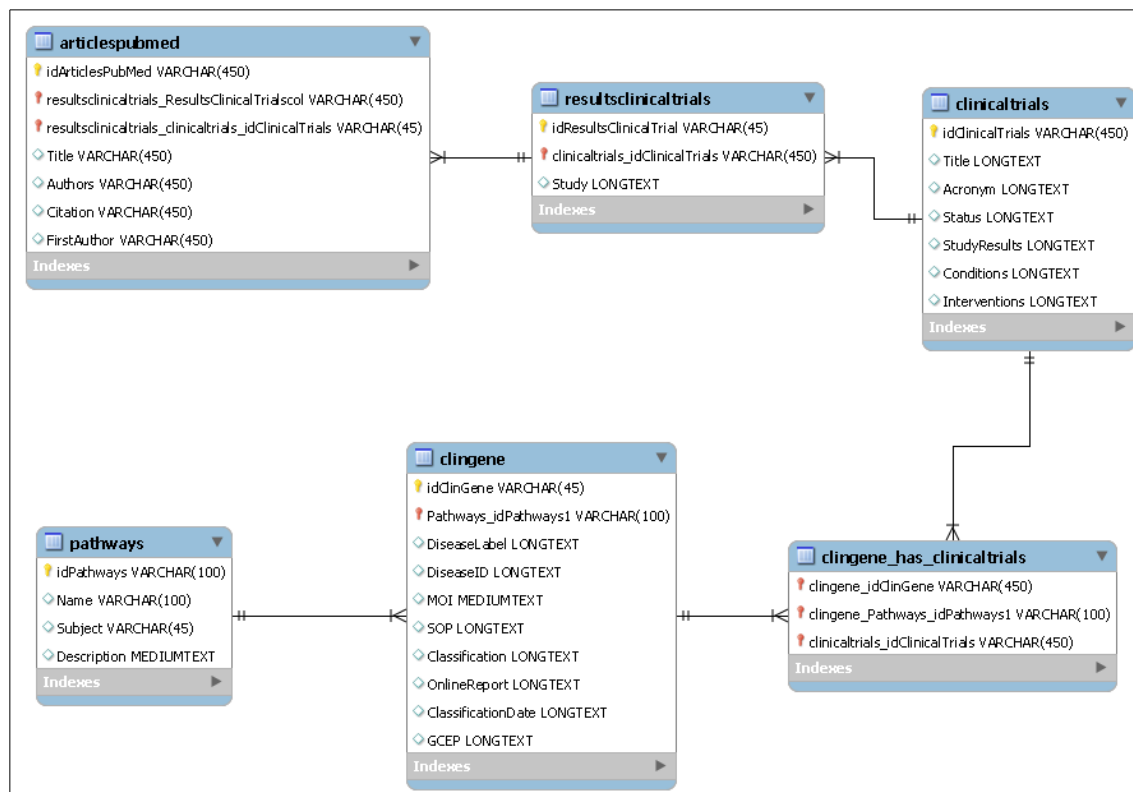 articlespubmed
idArticlesPubMed VARCHAR(450)
resultsclinicaltrials_ResultsClinicalTrialscol VARCHAR(450)
resultsclinicaltrials_clinicaltrials_idClinicalTrials VARCHAR(45)
Title VARCHAR(450)
Authors VARCHAR(450)
Citation VARCHAR(450)
FirstAuthor VARCHAR(450)
Indexes
resultsclinicaltrials
idResultsClinicalTrial VARCHAR(45)
clinicaltrials_idClinicalTrials VARCHAR(450)
Study LONGTEXT
Indexes
clinicaltrials
idClinicalTrials VARCHAR(450)
Title LONGTEXT
Acronym LONGTEXT
Status LONGTEXT
StudyResults LONGTEXT
Conditions LONGTEXT
Interventions LONGTEXT
Indexes
pathways
idPathways VARCHAR(100)
Name VARCHAR(100)
Subject VARCHAR(45)
Description MEDIUMTEXT
Indexes
clingene
idClinGene VARCHAR(45)
Pathways_idPathways1 VARCHAR(100)
DiseaseLabel LONGTEXT
DiseaseID LONGTEXT
MOI MEDIUMTEXT
SOP LONGTEXT
Classification LONGTEXT
OnlineReport LONGTEXT
ClassificationDate LONGTEXT
GCEP LONGTEXT
Indexes
clingene_has_clinicaltrials
clingene_idClinGene VARCHAR(450)
clingene_Pathways_idPathways1 VARCHAR(100)
clinicaltrials_idClinicalTrials VARCHAR(450)
Indexes